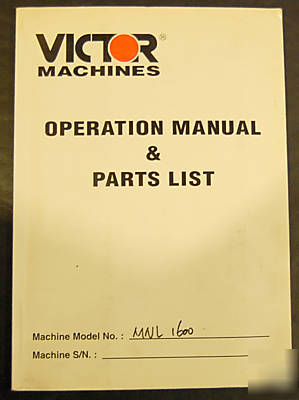 VICTOR®
MACHINES
OPERATION MANUAL
&
PARTS LIST
Machine Model No. : MNL 1600
Machine S/N. :